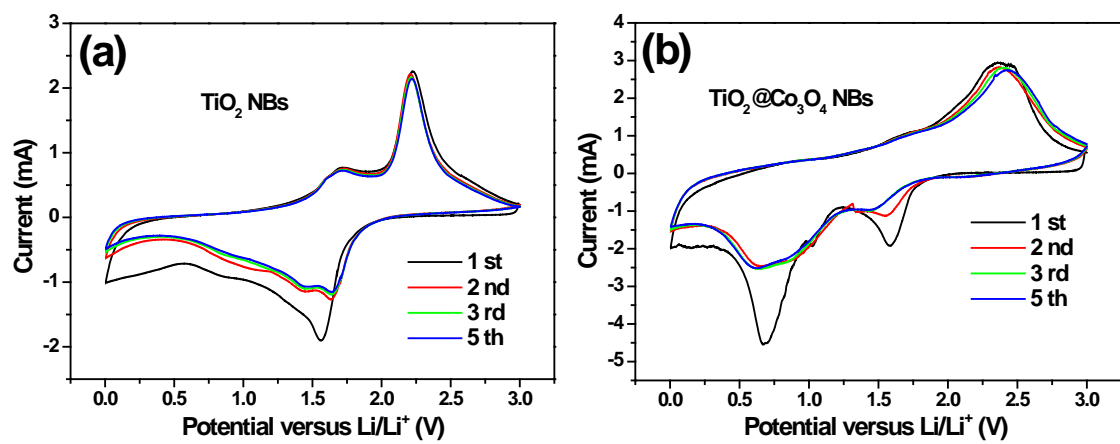 (a)
TiO₂ NBs
Current (mA)
3
2
1
0
-1
-2
0.0 0.5 1.0 1.5 2.0 2.5 3.0
Potential versus Li/Li⁺ (V)
1 st
2 nd
3 rd
5 th
(b)
TiO₂@Co₃O₄ NBs
Current (mA)
4
3
2
1
0
-1
-2
-3
-4
-5
0.0 0.5 1.0 1.5 2.0 2.5 3.0
Potential versus Li/Li⁺ (V)
1 st
2 nd
3 rd
5 th